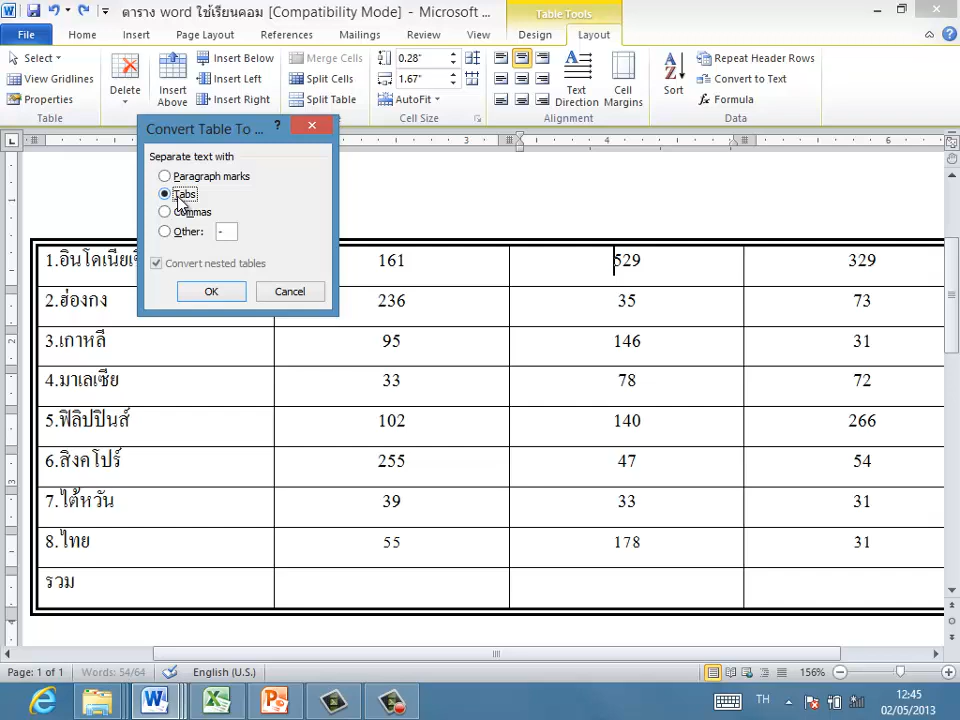 ตาราง word ใช้เรียนคอม [Compatibility Mode] - Microsoft ...
Table Tools
File Home Insert Page Layout References Mailings Review View Design Layout
Select
View Gridlines
Properties
Table
Delete
Insert Above
Insert Below
Insert Left
Insert Right
Merge Cells
Split Cells
Split Table
0.28"
1.67"
AutoFit
Cell Size
Text Direction
Cell Margins
Alignment
Sort
Repeat Header Rows
Convert to Text
Formula
Data
Convert Table To ...
Separate text with
Paragraph marks
Tabs
Commas
Other: -
Convert nested tables
OK Cancel
3 4 5 6
1.อินโดเนีย 161 529 329
2.ฮ่องกง 236 35 73
3.เกาหลี 95 146 31
4.มาเลเซีย 33 78 72
5.ฟิลิปปินส์ 102 140 266
6.สิงคโปร์ 255 47 54
7.ไต้หวัน 39 33 31
8.ไทย 55 178 31
รวม
Page: 1 of 1 Words: 54/64 English (U.S.) 156%
TH
12:45
02/05/2013